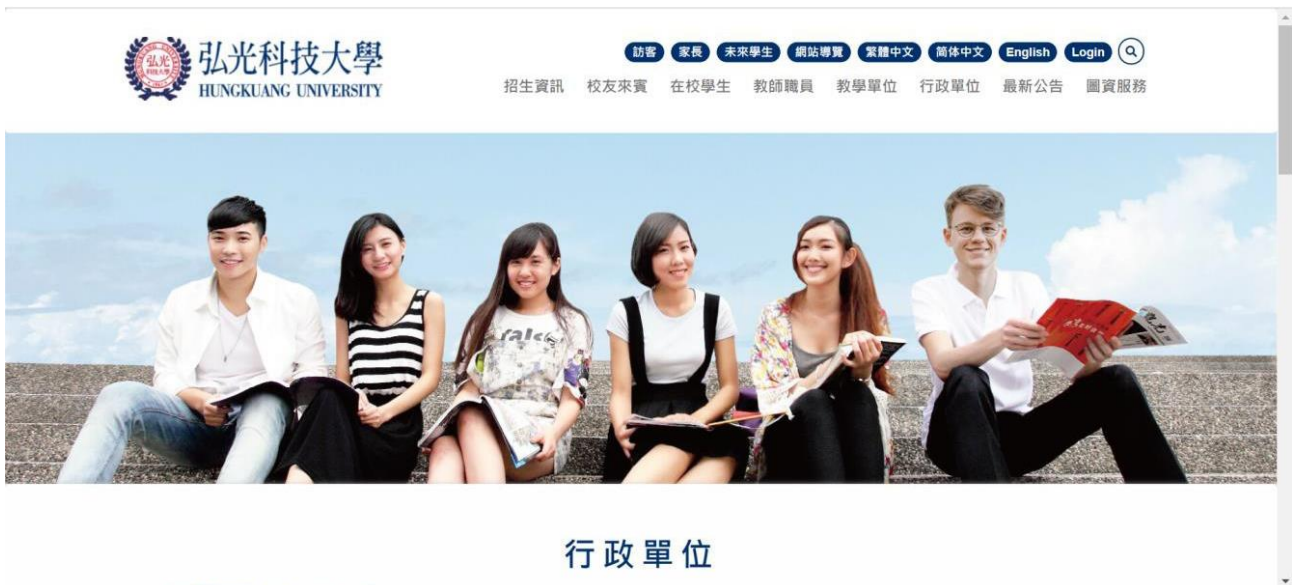 弘光
弘光科技大學
HUNGKUANG UNIVERSITY
訪客 家長 未來學生 網站導覽 繁體中文 简体中文 English Login
招生資訊 校友來賓 在校學生 教師職員 教學單位 行政單位 最新公告 圖資服務
行政單位